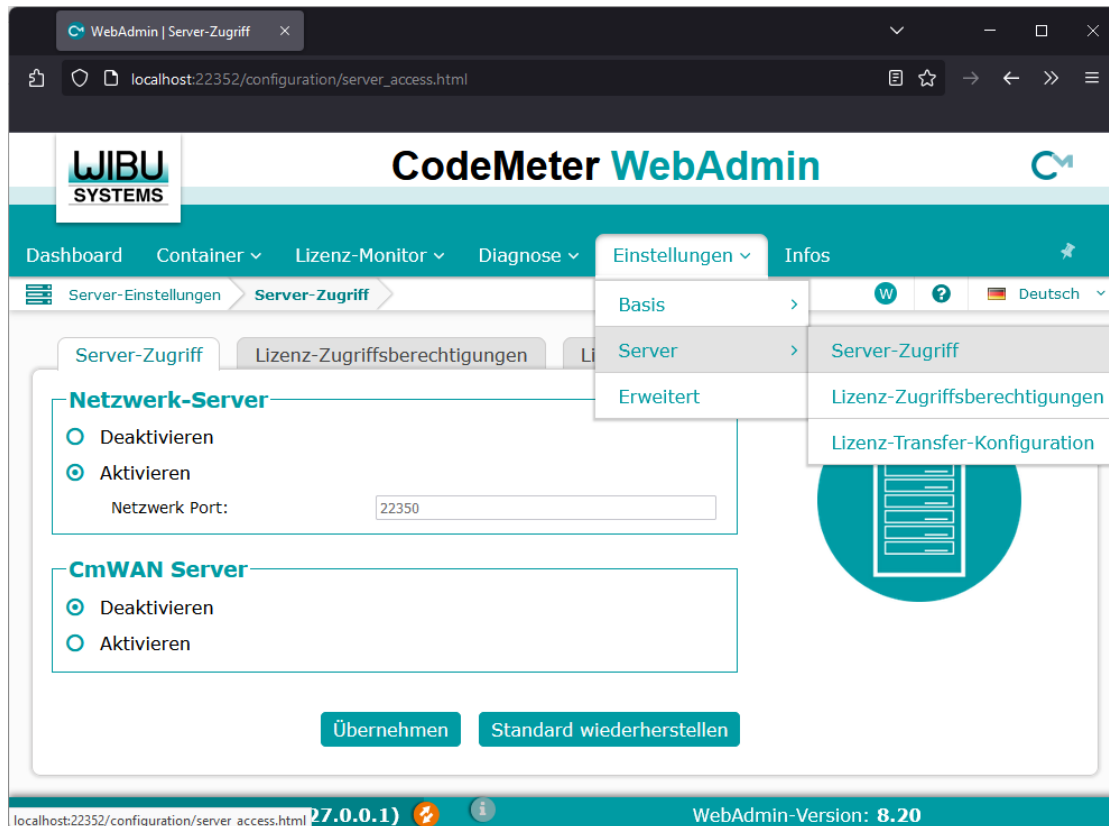 WebAdmin | Server-Zugriff
localhost:22352/configuration/server_access.html
WIBU
SYSTEMS
CodeMeter WebAdmin
Dashboard Container Lizenz-Monitor Diagnose Einstellungen Infos
Server-Einstellungen Server-Zugriff
W ? Deutsch
Basis
Server-Zugriff Lizenz-Zugriffsberechtigungen Li
Server
Server-Zugriff
Erweitert
Lizenz-Zugriffsberechtigungen
Lizenz-Transfer-Konfiguration
Netzwerk-Server
Deaktivieren
Aktivieren
Netzwerk Port: 22350
CmWAN Server
Deaktivieren
Aktivieren
Übernehmen Standard wiederherstellen
localhost:22352/configuration/server_access.html 27.0.0.1) i WebAdmin-Version: 8.20